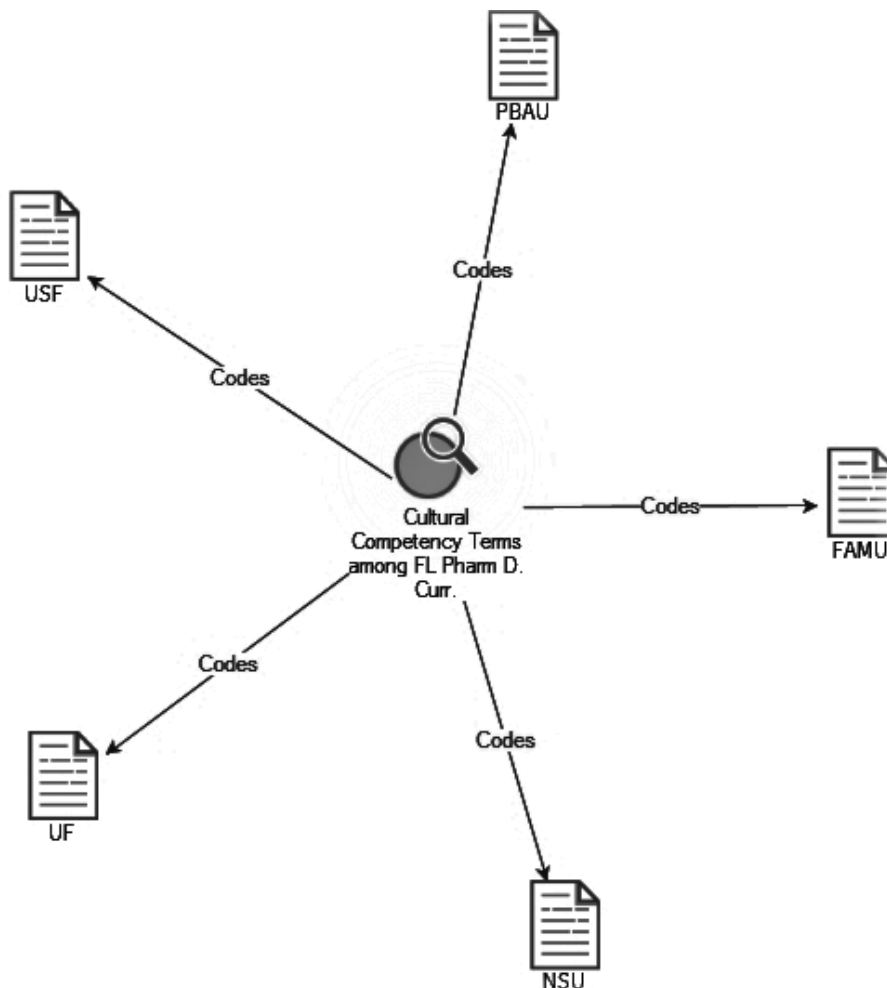 PBAU
Codes
USF
Codes
Cultural
Competency Terms
among FL Pharm D.
Curr.
Codes
FAMU
Codes
UF
Codes
NSU